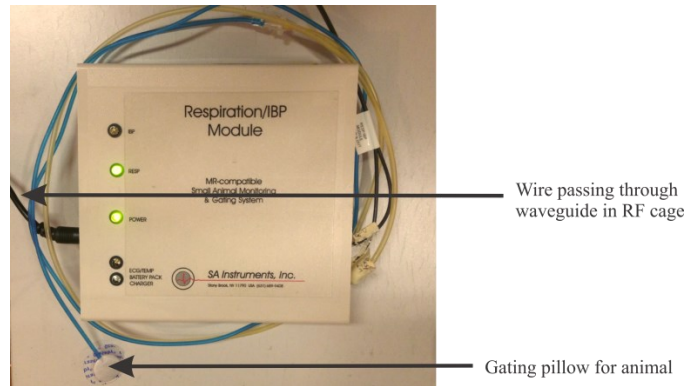 Respiration/IBP
Module
IBP
RESP
MR-compatible
Small Animal Monitoring
& Gating System
POWER
ECG/TEMP
BATTERY PACK
CHARGER
SA Instruments, Inc.
Wire passing through
waveguide in RF cage
Gating pillow for animal